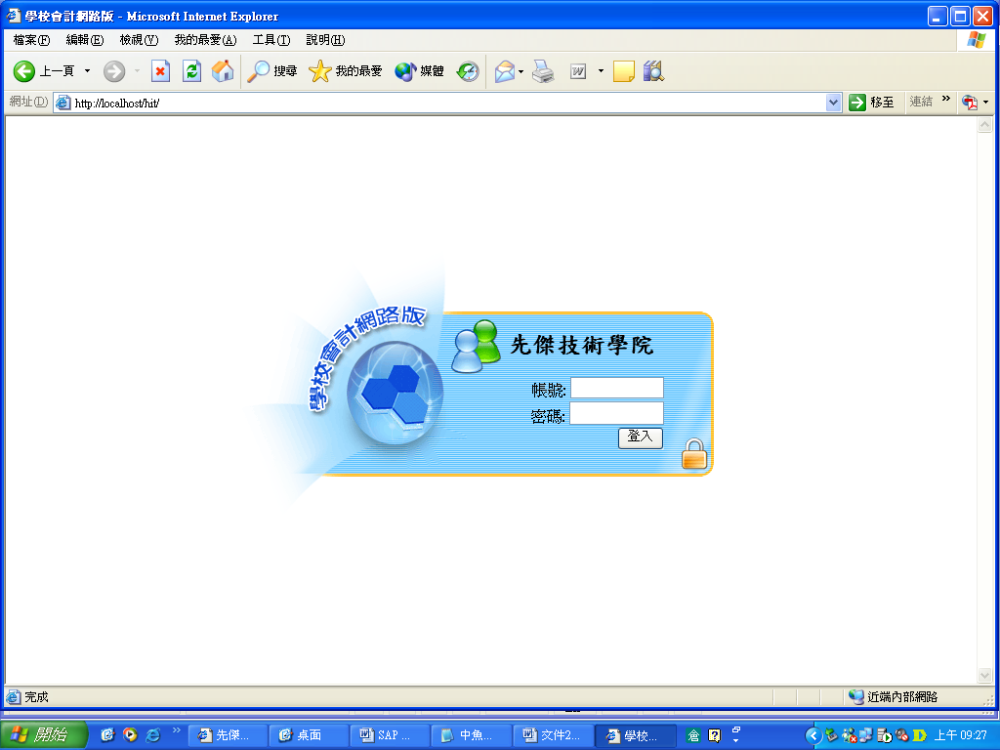 學校會計網路版 - Microsoft Internet Explorer
檔案(F) 編輯(E) 檢視(V) 我的最愛(A) 工具(T) 說明(H)
上一頁 搜尋 我的最愛 媒體
網址(D) http://localhost/hit/ 移至 連結 »
學校會計網路版
先傑技術學院
帳號:
密碼:
登入
完成 近端內部網路
開始 » 先傑... 桌面 SAP ... 中魚... 文件2... 學校... 倉 上午 09:27